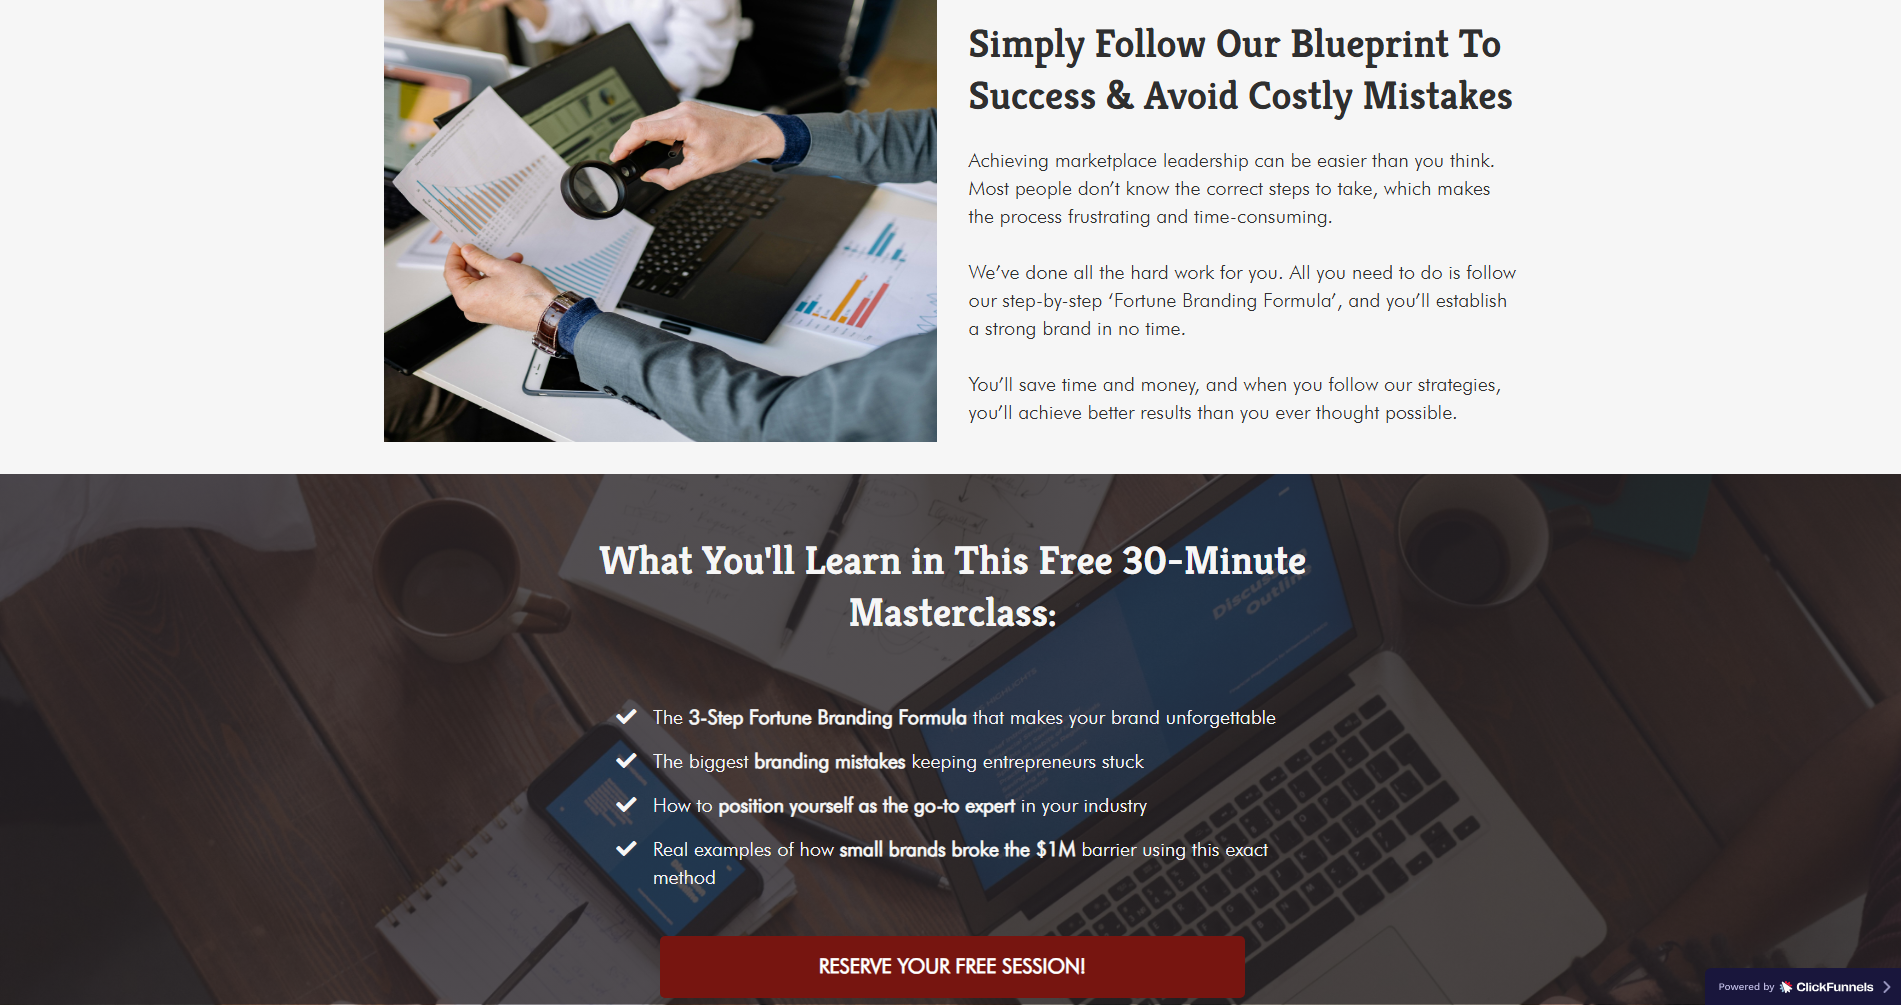 Simply Follow Our Blueprint To
Success & Avoid Costly Mistakes
Achieving marketplace leadership can be easier than you think.
Most people don’t know the correct steps to take, which makes
the process frustrating and time-consuming.
We’ve done all the hard work for you. All you need to do is follow
our step-by-step ‘Fortune Branding Formula’, and you’ll establish
a strong brand in no time.
You’ll save time and money, and when you follow our strategies,
you’ll achieve better results than you ever thought possible.
What You'll Learn in This Free 30-Minute
Masterclass:
Discussion
Outline
HIGHLIGHTS
The 3-Step Fortune Branding Formula that makes your brand unforgettable
The biggest branding mistakes keeping entrepreneurs stuck
How to position yourself as the go-to expert in your industry
Real examples of how small brands broke the $1M barrier using this exact
method
RESERVE YOUR FREE SESSION!
Powered by ClickFunnels